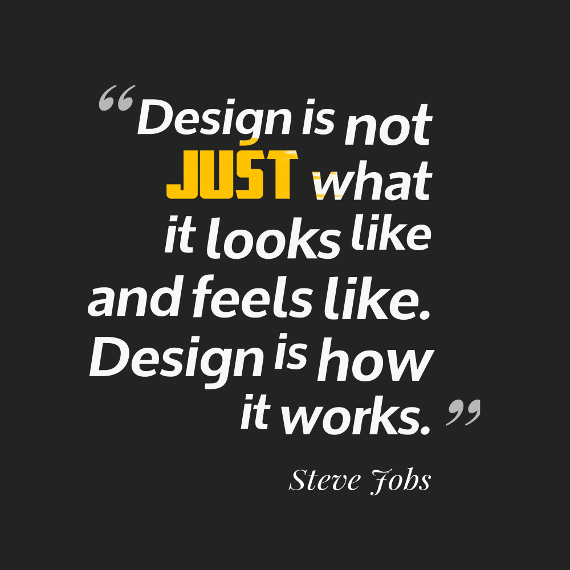 “Design is not
JUST what
it looks like
and feels like.
Design is how
it works.”
Steve Jobs